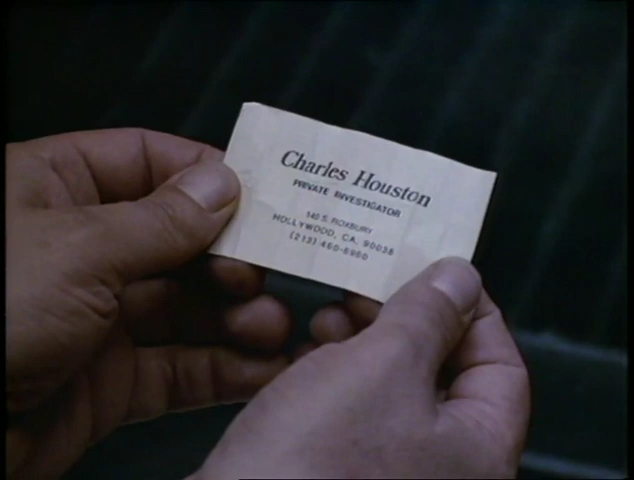 Charles Houston
PRIVATE INVESTIGATOR
140 S. ROXBURY
HOLLYWOOD, CA. 90038
(213) 460-6960